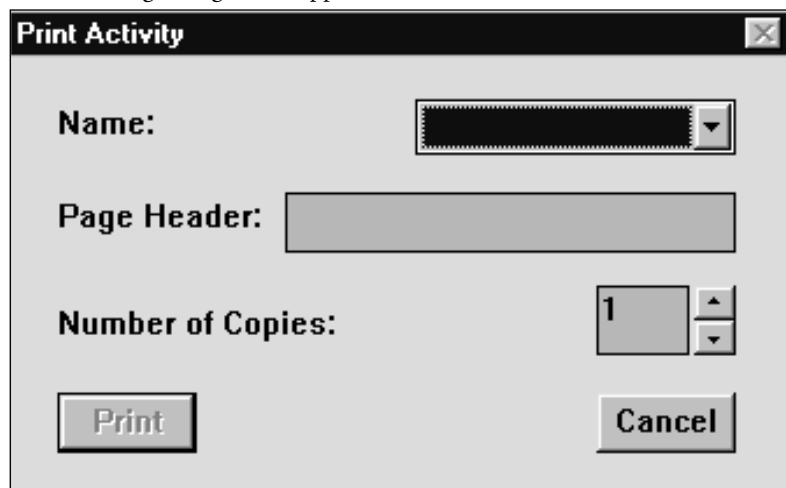 Print Activity
Name:
Page Header:
Number of Copies: 1
Print Cancel